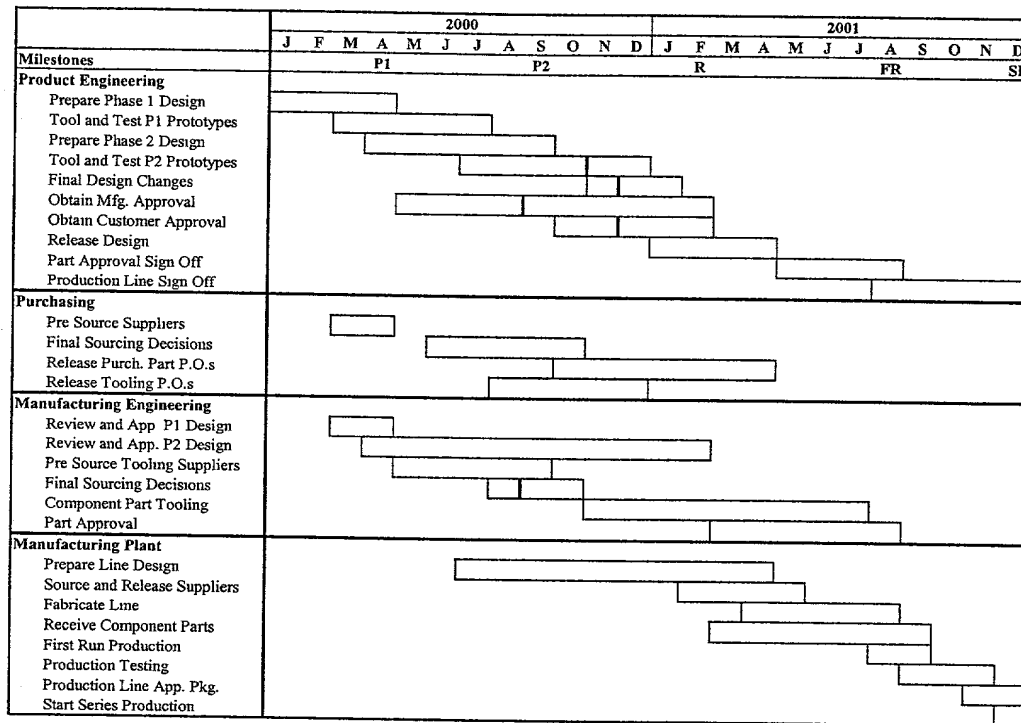 2000 2001
J F M A M J J A S O N D J F M A M J J A S O N D
Milestones P1 P2 R FR SP
Product Engineering
Prepare Phase 1 Design
Tool and Test P1 Prototypes
Prepare Phase 2 Design
Tool and Test P2 Prototypes
Final Design Changes
Obtain Mfg. Approval
Obtain Customer Approval
Release Design
Part Approval Sign Off
Production Line Sign Off
Purchasing
Pre Source Suppliers
Final Sourcing Decisions
Release Purch. Part P.O.s
Release Tooling P.O.s
Manufacturing Engineering
Review and App P1 Design
Review and App. P2 Design
Pre Source Tooling Suppliers
Final Sourcing Decisions
Component Part Tooling
Part Approval
Manufacturing Plant
Prepare Line Design
Source and Release Suppliers
Fabricate Line
Receive Component Parts
First Run Production
Production Testing
Production Line App. Pkg.
Start Series Production